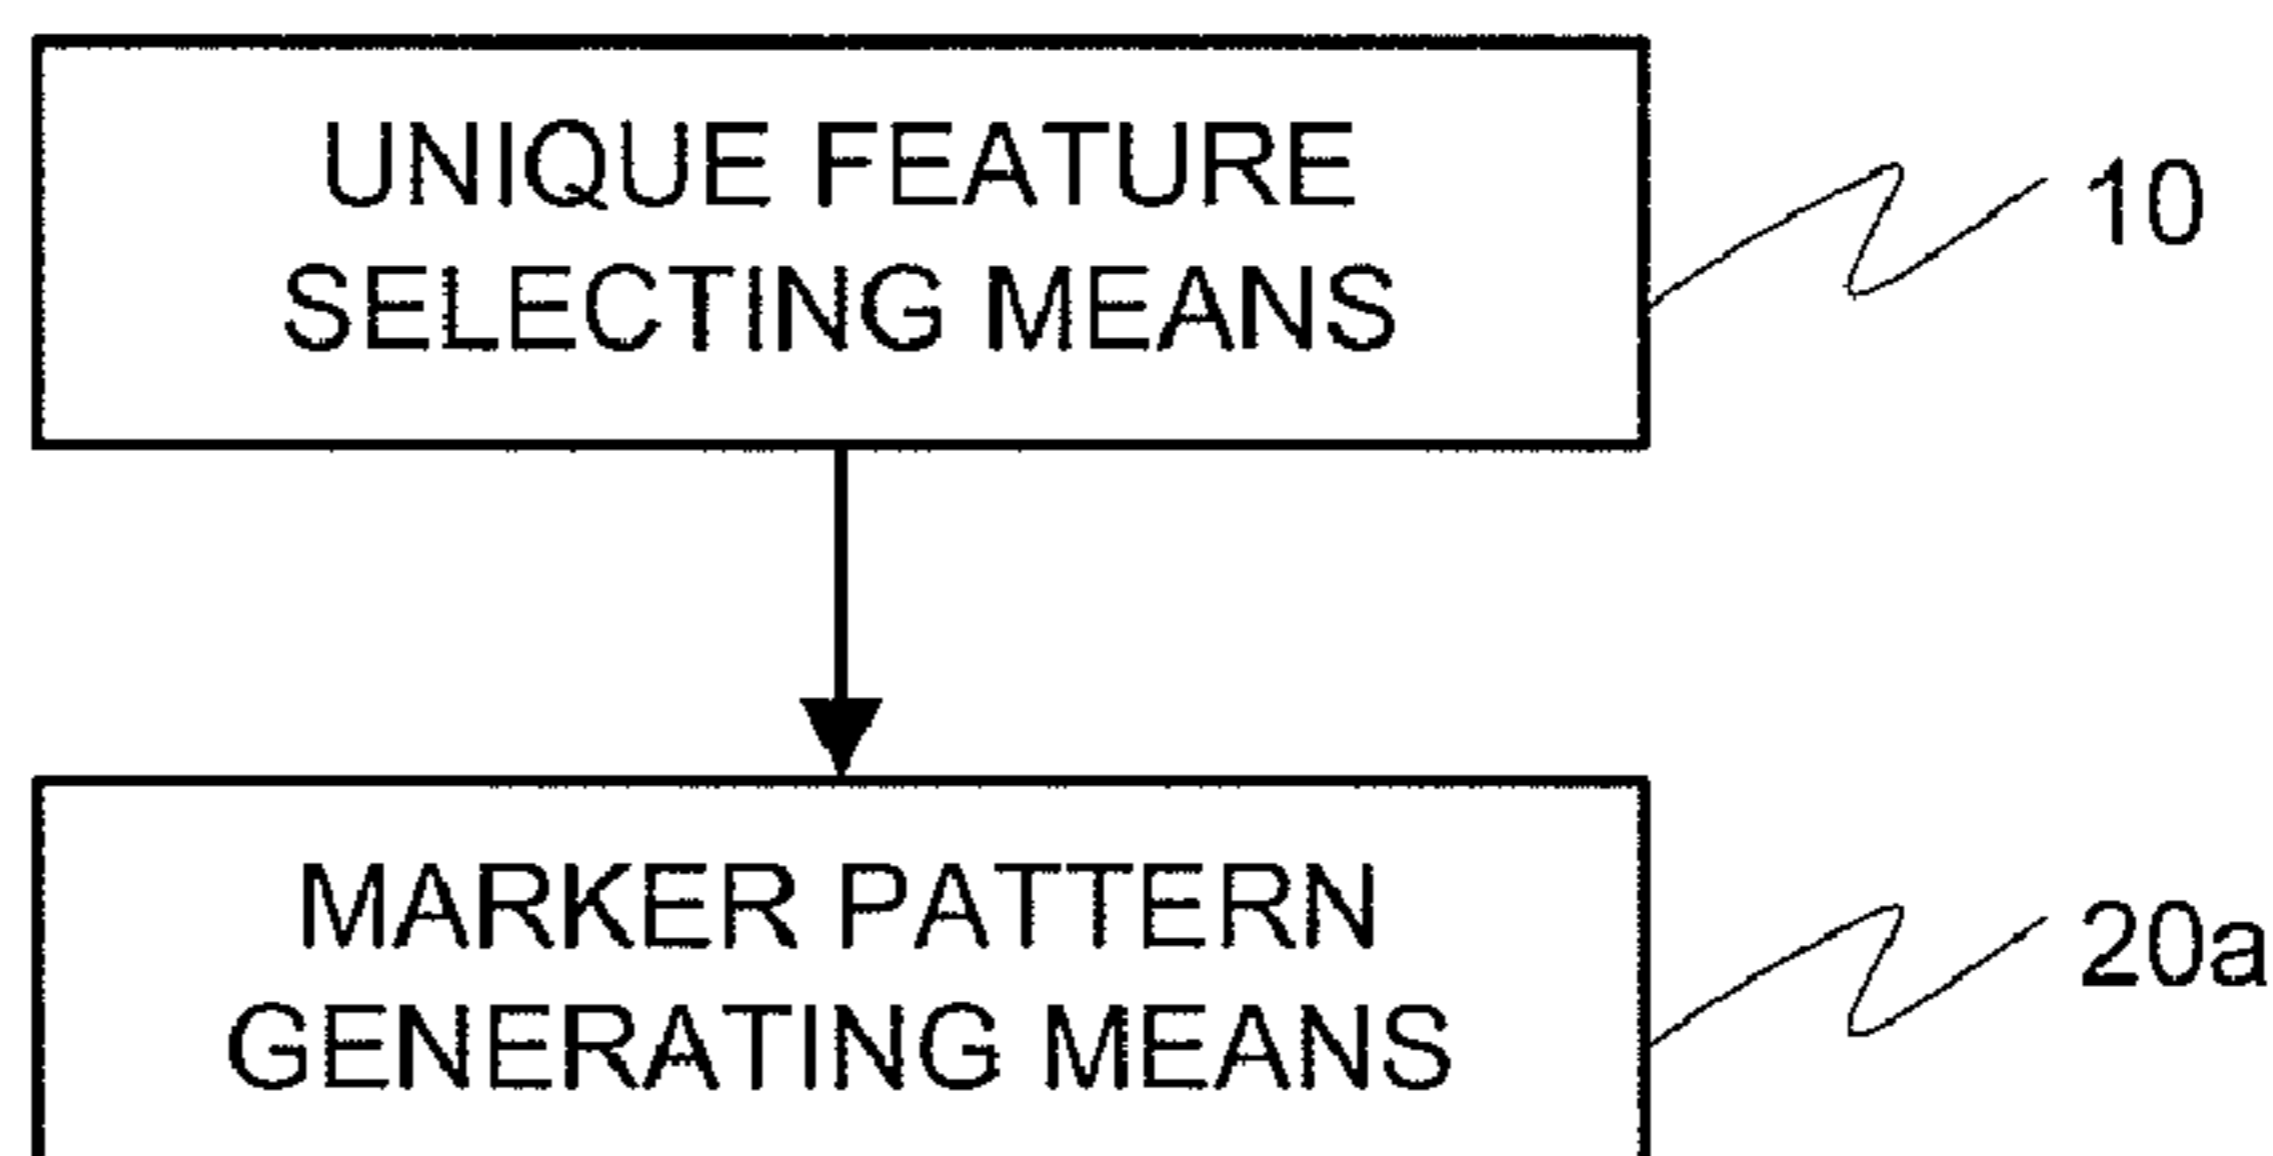 UNIQUE FEATURE
SELECTING MEANS
10
MARKER PATTERN
GENERATING MEANS
20a